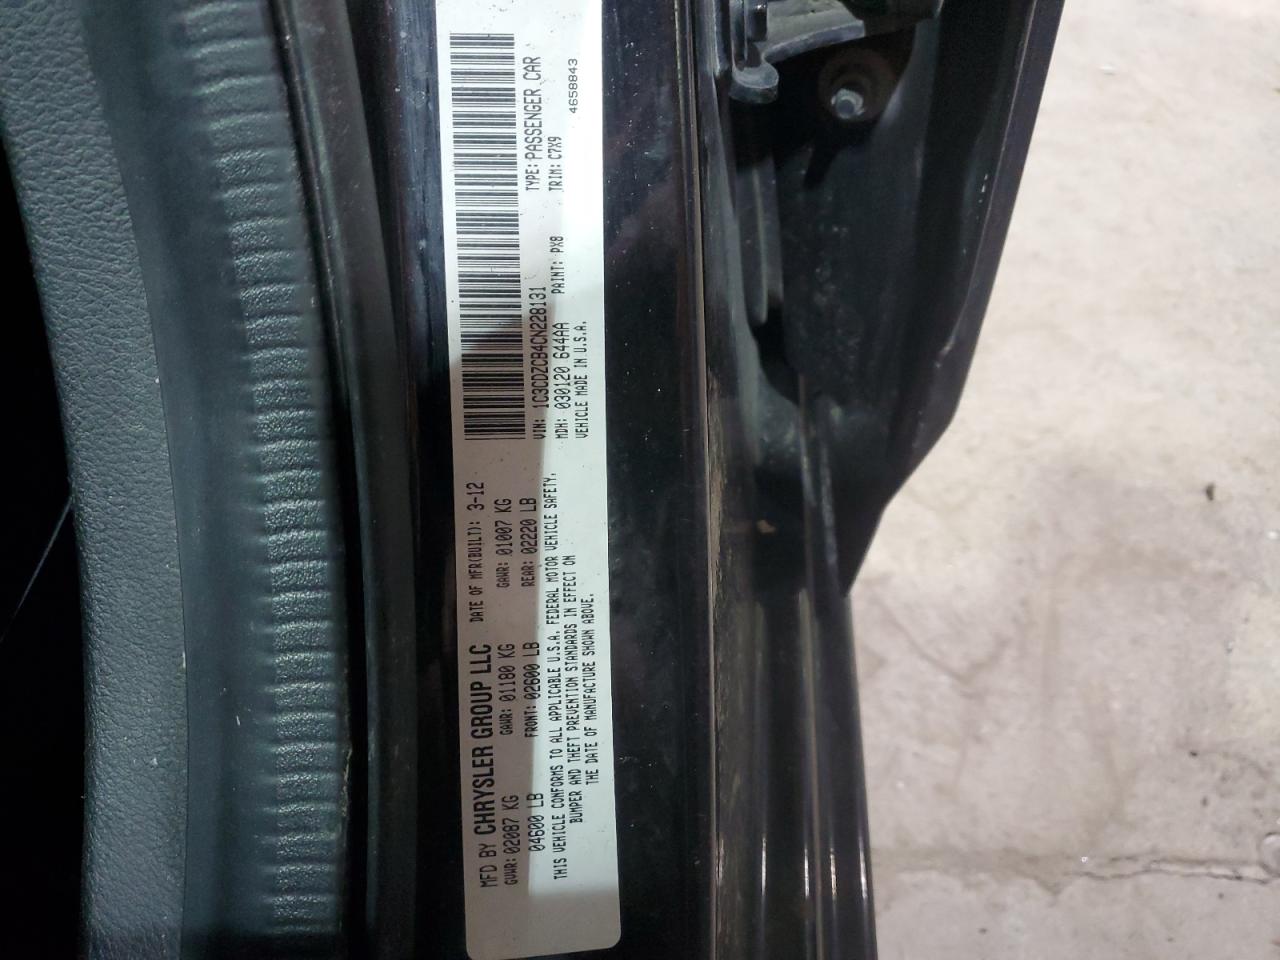 MFD BY CHRYSLER GROUP LLC DATE OF MFR(BUILT): 3-12
GVWR: 02087 KG GAWR: 01180 KG GAWR: 01007 KG
04600 LB FRONT: 02600 LB REAR: 02220 LB
THIS VEHICLE CONFORMS TO ALL APPLICABLE U.S.A. FEDERAL MOTOR VEHICLE SAFETY,
BUMPER AND THEFT PREVENTION STANDARDS IN EFFECT ON
THE DATE OF MANUFACTURE SHOWN ABOVE.
VIN: 1C3CDZCB4CN228131 TYPE: PASSENGER CAR
MDH: 030120 644AA PAINT: PX8 TRIM: C7X9
VEHICLE MADE IN U.S.A. 4658843